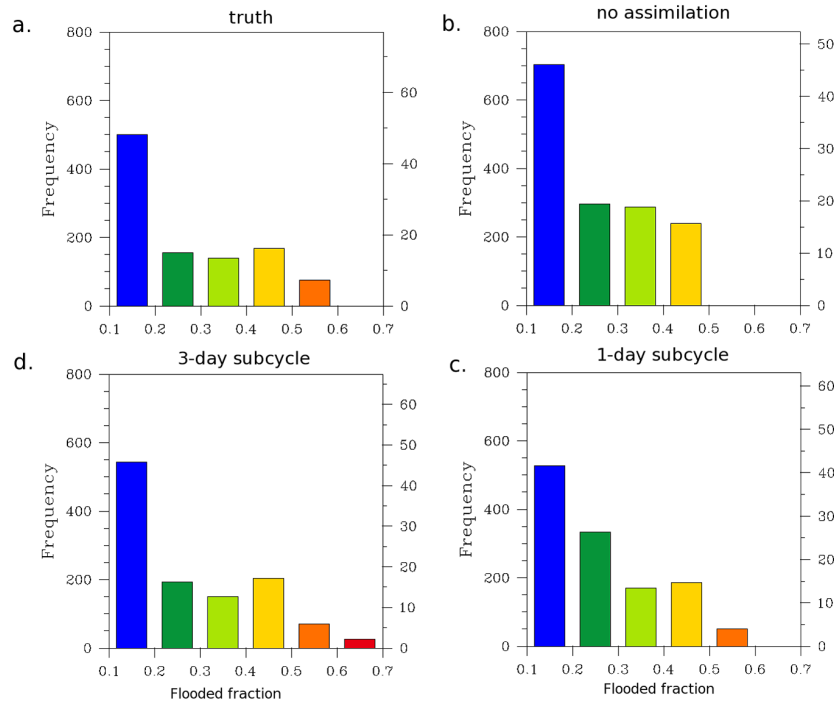 a.
truth
800
600
400
200
0
Frequency
60
40
20
0
0.1 0.2 0.3 0.4 0.5 0.6 0.7
b.
no assimilation
800
600
400
200
0
Frequency
50
40
30
20
10
0
0.1 0.2 0.3 0.4 0.5 0.6 0.7
d.
3-day subcycle
800
600
400
200
0
Frequency
60
50
40
30
20
10
0
0.1 0.2 0.3 0.4 0.5 0.6 0.7
Flooded fraction
c.
1-day subcycle
800
600
400
200
0
Frequency
60
50
40
30
20
10
0
0.1 0.2 0.3 0.4 0.5 0.6 0.7
Flooded fraction